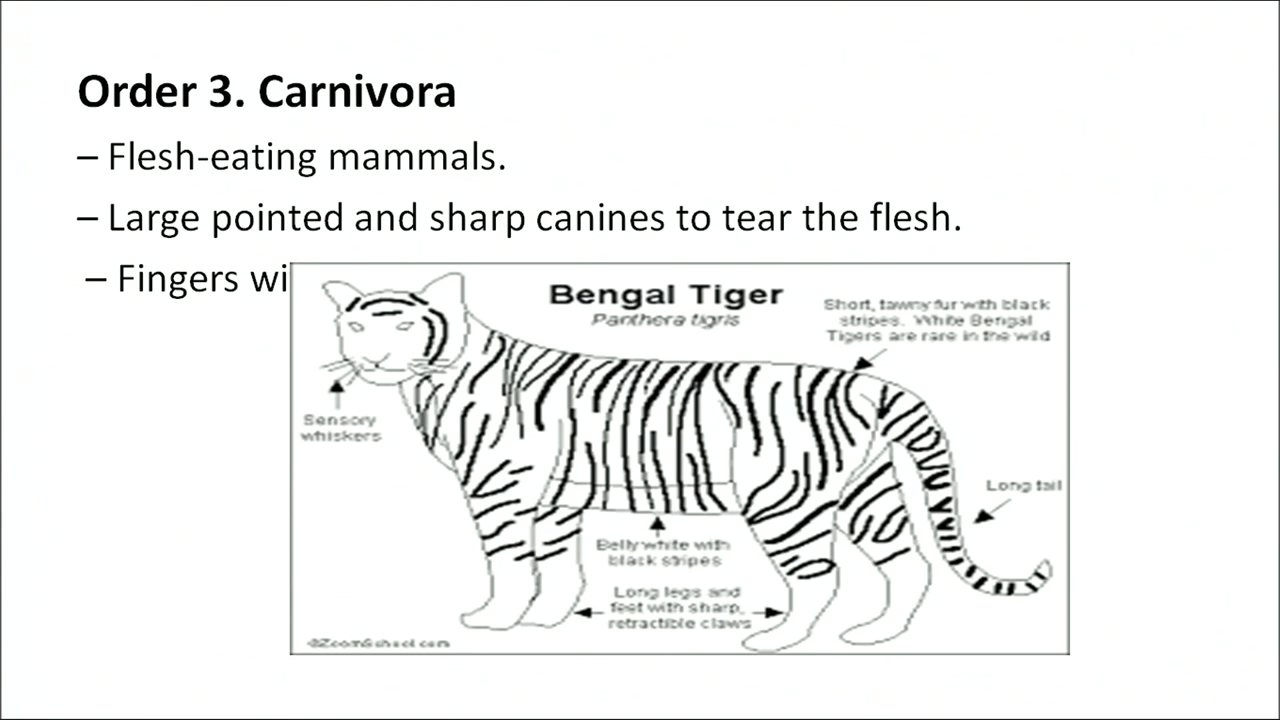 Order 3. Carnivora
– Flesh-eating mammals.
– Large pointed and sharp canines to tear the flesh.
– Fingers wi
Bengal Tiger
Panthera tigris
Short, tawny fur with black
stripes. White Bengal
Tigers are rare in the wild
Sensory
whiskers
Long tail
Belly white with
black stripes
Long legs and
feet with sharp,
retractible claws
©ZoomSchool.com